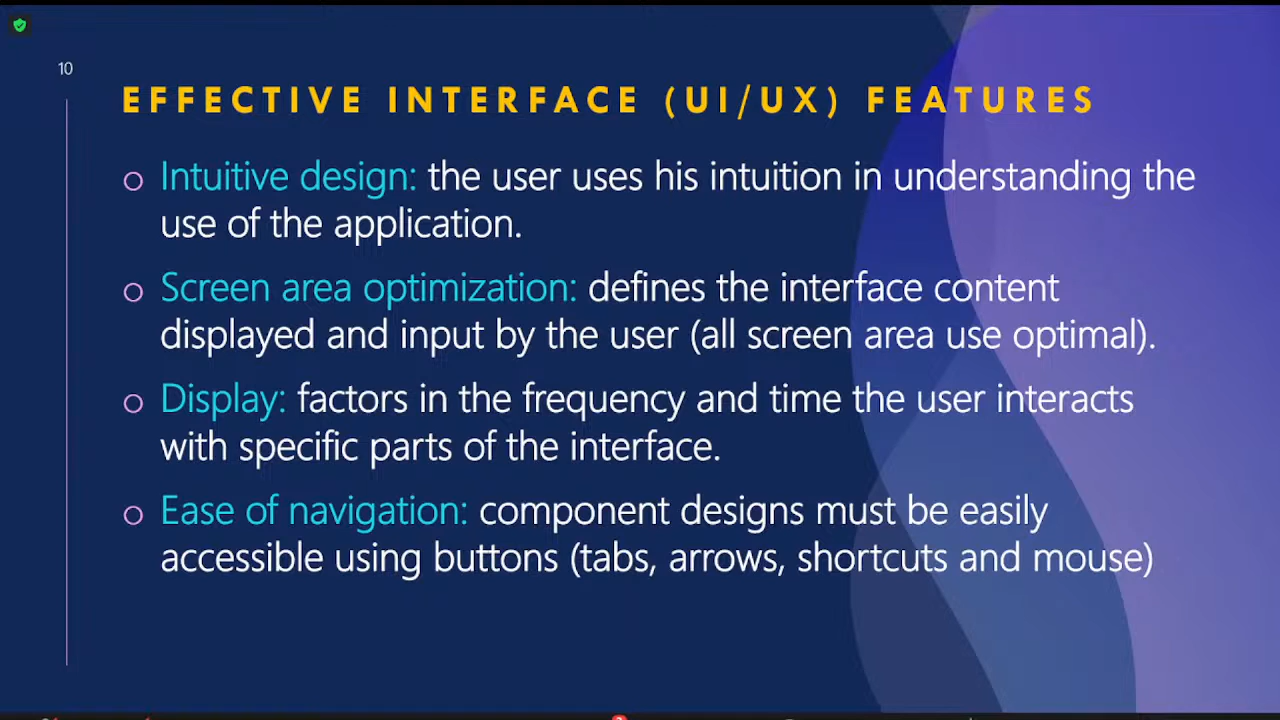 10
EFFECTIVE INTERFACE (UI/UX) FEATURES
Intuitive design: the user uses his intuition in understanding the
use of the application.
Screen area optimization: defines the interface content
displayed and input by the user (all screen area use optimal).
Display: factors in the frequency and time the user interacts
with specific parts of the interface.
Ease of navigation: component designs must be easily
accessible using buttons (tabs, arrows, shortcuts and mouse)